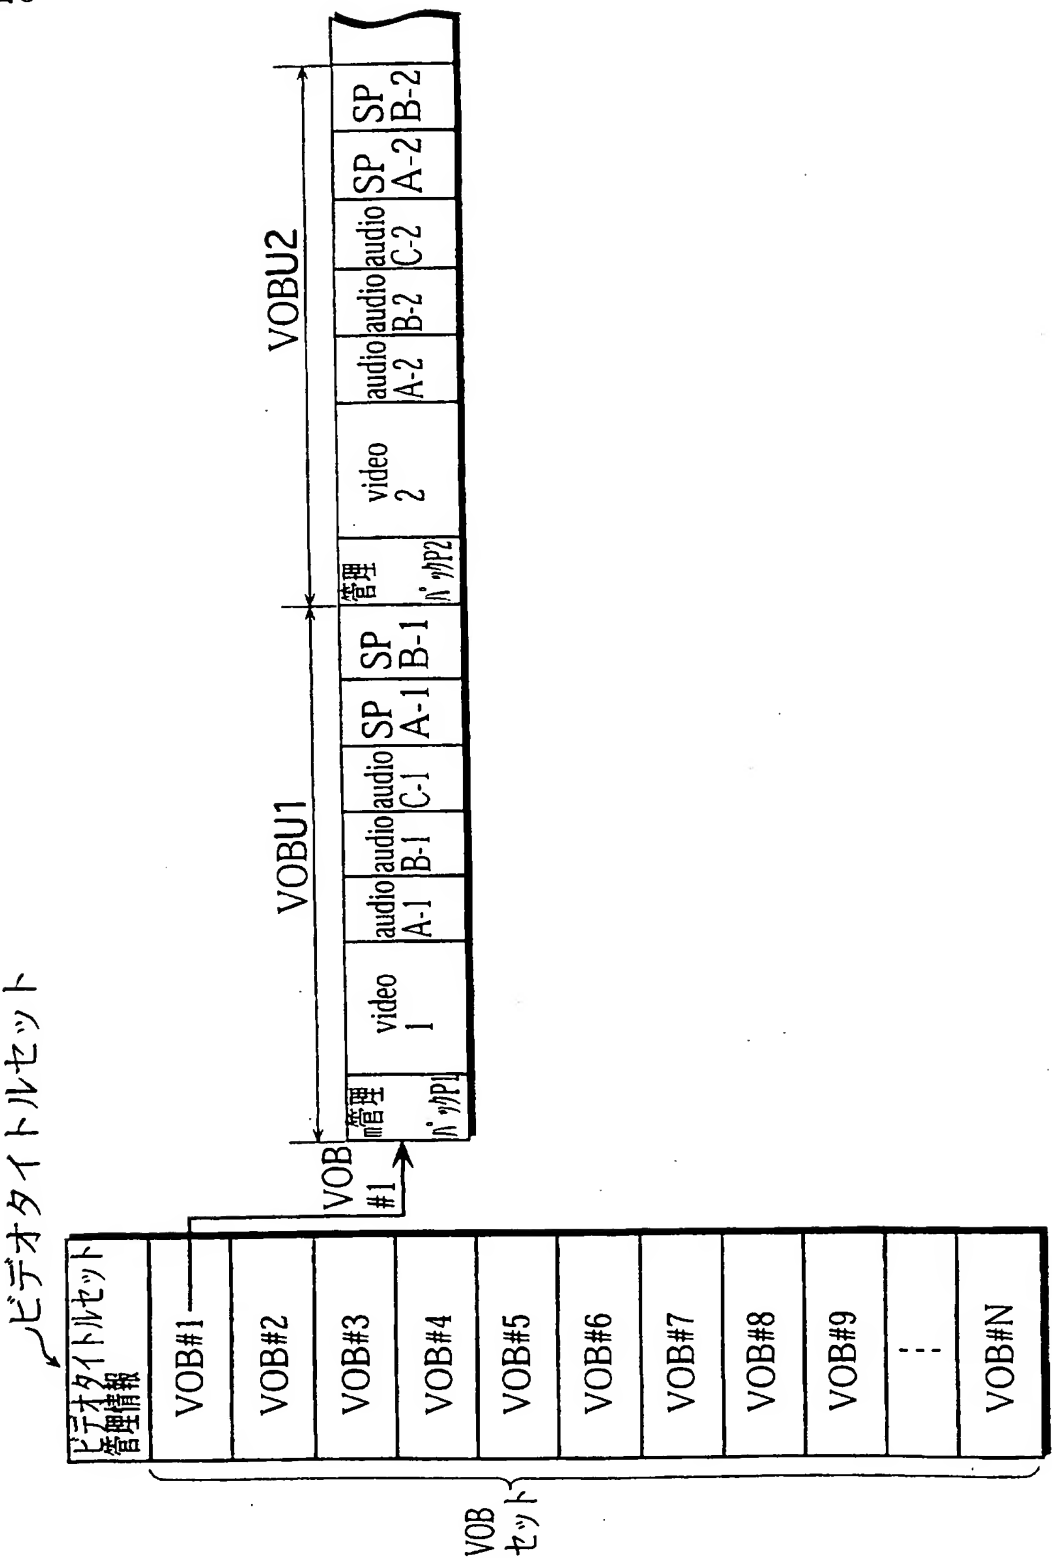 ビデオタイトルセット
ビデオタイトルセット
管理情報
VOB#1
VOB#2
VOB#3
VOB#4
VOB#5
VOB#6
VOB#7
VOB#8
VOB#9
VOB#N
VOB
セット
VOB
#1
VOBU1
VOBU2
管理
パックP1
video
1
audio
A-1
audio
B-1
audio
C-1
SP
A-1
SP
B-1
管理
パックP2
video
2
audio
A-2
audio
B-2
audio
C-2
SP
A-2
SP
B-2